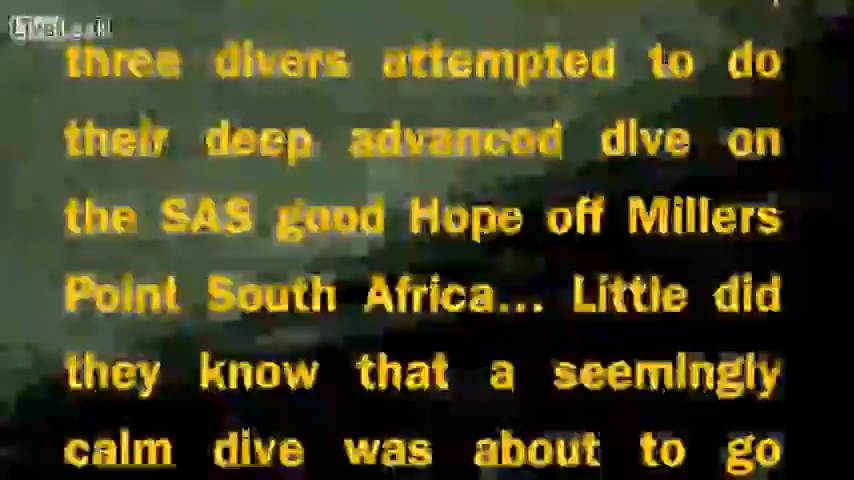 LiveLeak
three divers attempted to do
their deep advanced dive on
the SAS good Hope off Millers
Point South Africa... Little did
they know that a seemingly
calm dive was about to go